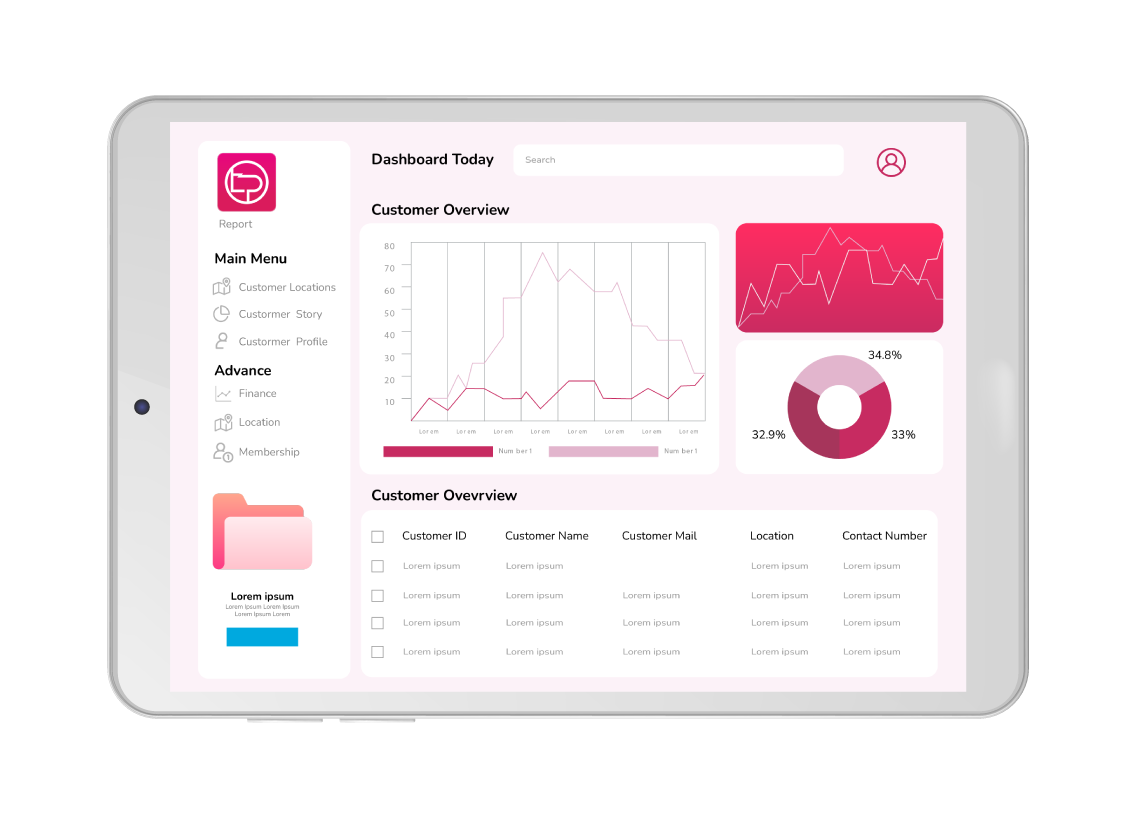 Report
Main Menu
Customer Locations
Custormer Story
Custormer Profile
Advance
Finance
Location
Membership
Lorem ipsum
Lorem Ipsum Lorem Ipsum
Lorem Ipsum Lorem
Dashboard Today
Search
Customer Overview
80
70
60
50
40
30
20
10
Lor em Lor em Lor em Lor em Lor em Lor em Lor em Lor em
Num ber 1 Num ber 1
34.8%
32.9% 33%
Customer Ovevrview
Customer ID Customer Name Customer Mail Location Contact Number
Lorem ipsum Lorem ipsum Lorem ipsum Lorem ipsum
Lorem ipsum Lorem ipsum Lorem ipsum Lorem ipsum Lorem ipsum
Lorem ipsum Lorem ipsum Lorem ipsum Lorem ipsum Lorem ipsum
Lorem ipsum Lorem ipsum Lorem ipsum Lorem ipsum Lorem ipsum